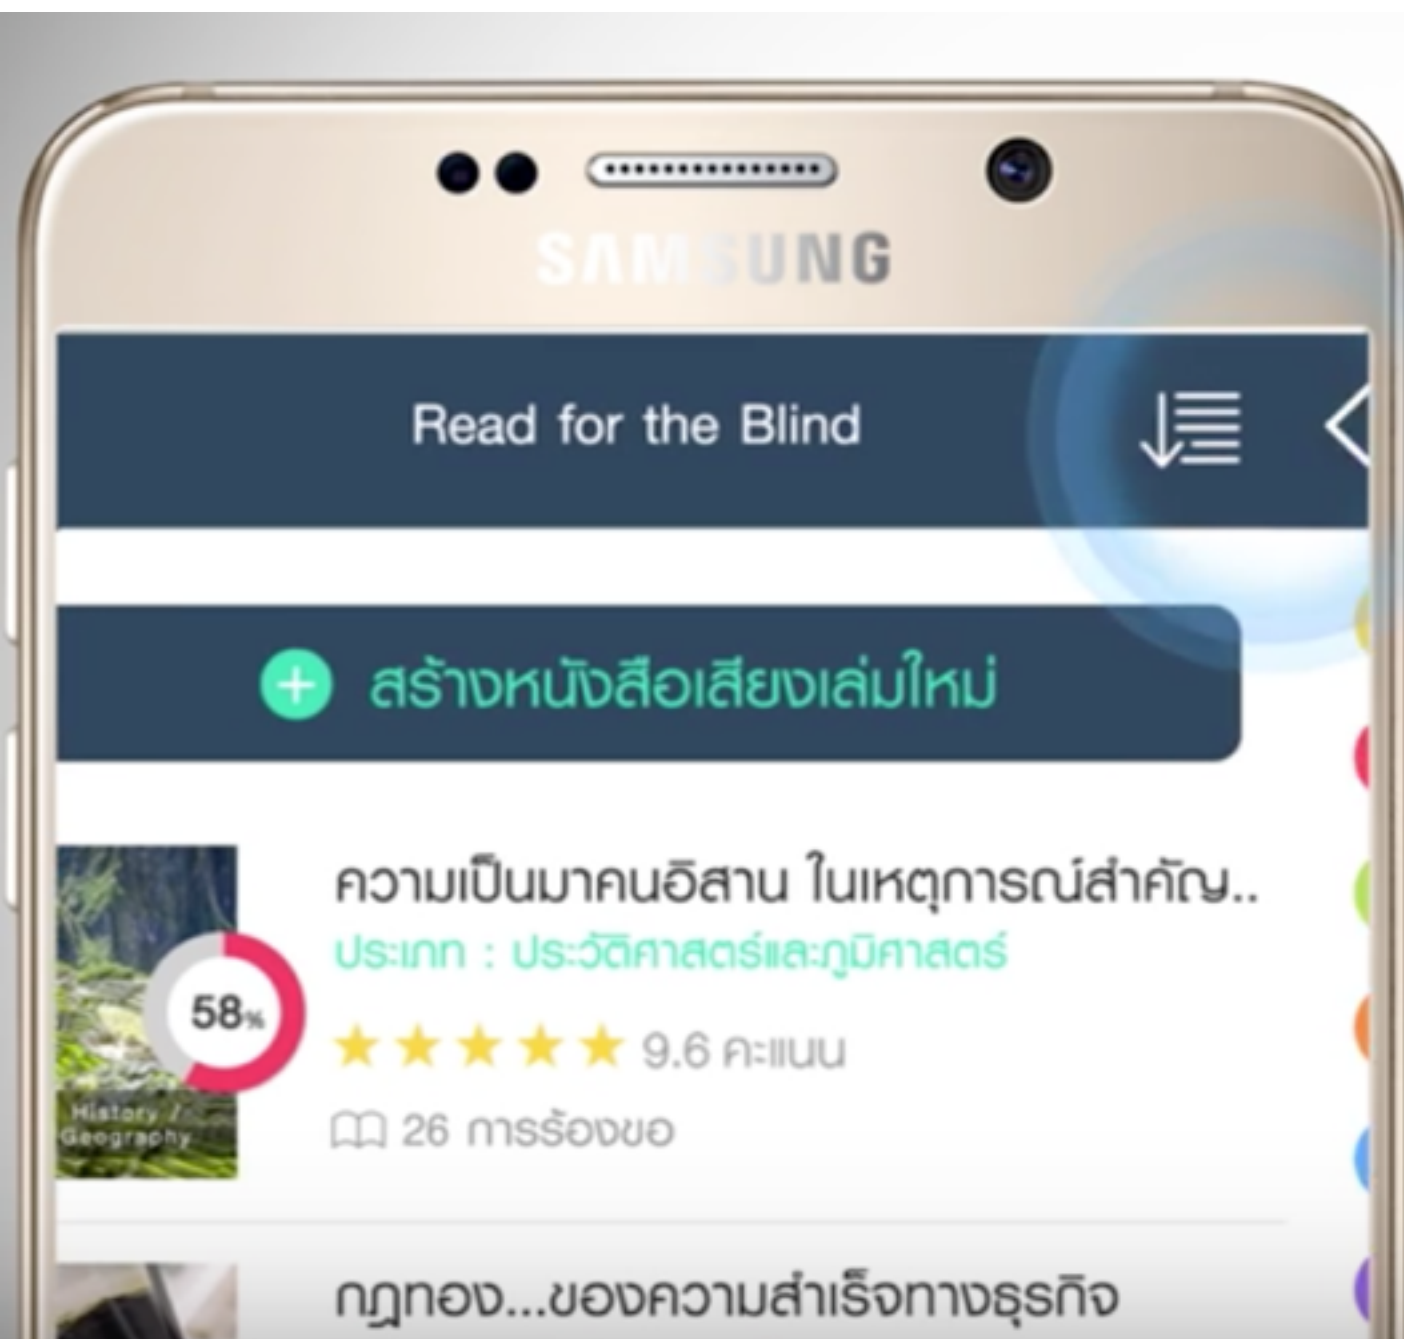 SAMSUNG
Read for the Blind
สร้างหนังสือเสียงเล่มใหม่
ความเป็นมาคนอิสาน ในเหตุการณ์สำคัญ..
ประเภท : ประวัติศาสตร์และภูมิศาสตร์
58%
9.6 คะแนน
26 การร้องขอ
History /
Geography
กฎทอง...ของความสำเร็จทางธุรกิจ